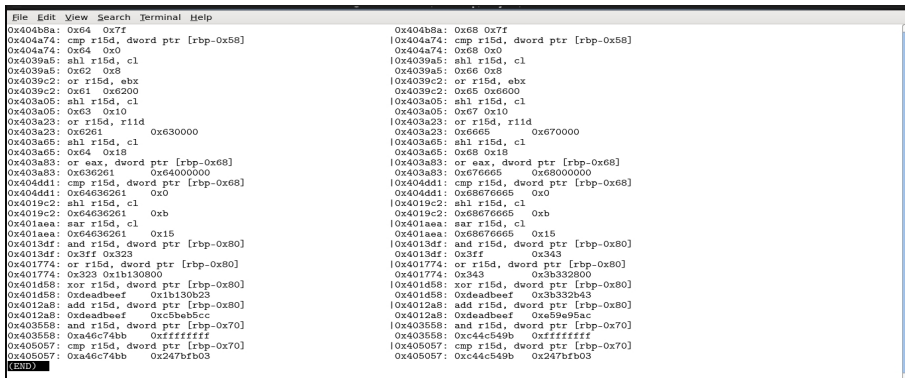 File Edit View Search Terminal Help
0x404b8a: 0x64 0x7f 0x404b8a: 0x68 0x7f
0x404a74: cmp r15d, dword ptr [rbp-0x58] |0x404a74: cmp r15d, dword ptr [rbp-0x58]
0x404a74: 0x64 0x0 0x404a74: 0x68 0x0
0x4039a5: shl r15d, cl |0x4039a5: shl r15d, cl
0x4039a5: 0x62 0x8 0x4039a5: 0x66 0x8
0x4039c2: or r15d, ebx |0x4039c2: or r15d, ebx
0x4039c2: 0x61 0x6200 0x4039c2: 0x65 0x6600
0x403a05: shl r15d, cl |0x403a05: shl r15d, cl
0x403a05: 0x63 0x10 0x403a05: 0x67 0x10
0x403a23: or r15d, r11d |0x403a23: or r15d, r11d
0x403a23: 0x6261 0x630000 0x403a23: 0x6665 0x670000
0x403a65: shl r15d, cl |0x403a65: shl r15d, cl
0x403a65: 0x64 0x18 0x403a65: 0x68 0x18
0x403a83: or eax, dword ptr [rbp-0x68] |0x403a83: or eax, dword ptr [rbp-0x68]
0x403a83: 0x636261 0x64000000 0x403a83: 0x676665 0x68000000
0x404dd1: cmp r15d, dword ptr [rbp-0x68] |0x404dd1: cmp r15d, dword ptr [rbp-0x68]
0x404dd1: 0x64636261 0x0 0x404dd1: 0x68676665 0x0
0x4019c2: shl r15d, cl |0x4019c2: shl r15d, cl
0x4019c2: 0x64636261 0xb 0x4019c2: 0x68676665 0xb
0x401aea: sar r15d, cl |0x401aea: sar r15d, cl
0x401aea: 0x64636261 0x15 0x401aea: 0x68676665 0x15
0x4013df: and r15d, dword ptr [rbp-0x80] |0x4013df: and r15d, dword ptr [rbp-0x80]
0x4013df: 0x3ff 0x323 0x4013df: 0x3ff 0x343
0x401774: or r15d, dword ptr [rbp-0x80] |0x401774: or r15d, dword ptr [rbp-0x80]
0x401774: 0x323 0x1b130800 0x401774: 0x343 0x3b332800
0x401d58: xor r15d, dword ptr [rbp-0x80] |0x401d58: xor r15d, dword ptr [rbp-0x80]
0x401d58: 0xdeadbeef 0x1b130b23 0x401d58: 0xdeadbeef 0x3b332b43
0x4012a8: add r15d, dword ptr [rbp-0x80] |0x4012a8: add r15d, dword ptr [rbp-0x80]
0x4012a8: 0xdeadbeef 0xc5beb5cc 0x4012a8: 0xdeadbeef 0xe59e95ac
0x403558: and r15d, dword ptr [rbp-0x70] |0x403558: and r15d, dword ptr [rbp-0x70]
0x403558: 0xa46c74bb 0xffffffff 0x403558: 0xc44c549b 0xffffffff
0x405057: cmp r15d, dword ptr [rbp-0x70] |0x405057: cmp r15d, dword ptr [rbp-0x70]
0x405057: 0xa46c74bb 0x247bfb03 0x405057: 0xc44c549b 0x247bfb03
(END)